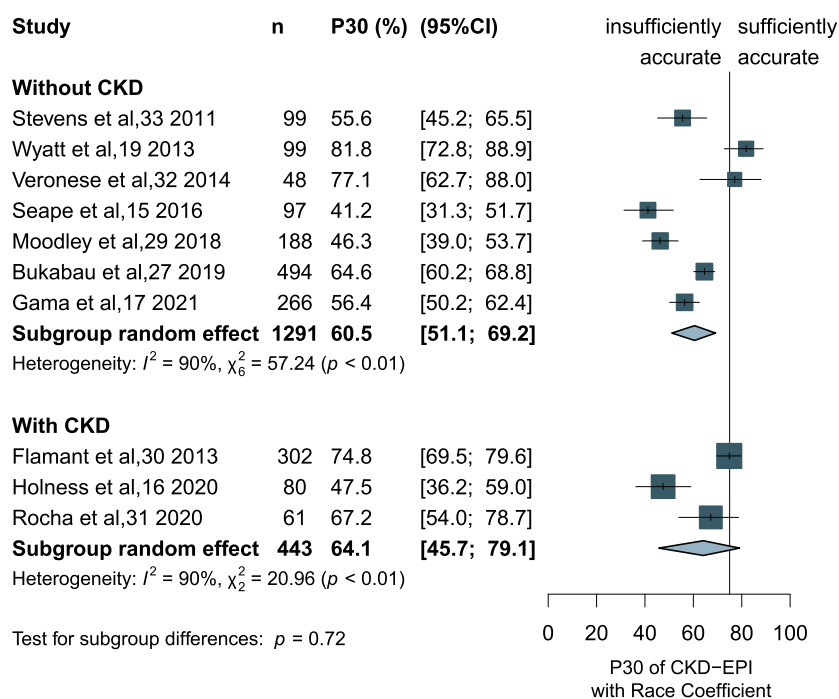 Study n P30 (%) (95%CI) insufficiently sufficiently
accurate accurate
Without CKD
Stevens et al,33 2011 99 55.6 [45.2; 65.5]
Wyatt et al,19 2013 99 81.8 [72.8; 88.9]
Veronese et al,32 2014 48 77.1 [62.7; 88.0]
Seape et al,15 2016 97 41.2 [31.3; 51.7]
Moodley et al,29 2018 188 46.3 [39.0; 53.7]
Bukabau et al,27 2019 494 64.6 [60.2; 68.8]
Gama et al,17 2021 266 56.4 [50.2; 62.4]
Subgroup random effect 1291 60.5 [51.1; 69.2]
Heterogeneity: I² = 90%, χ²₆ = 57.24 (p < 0.01)
With CKD
Flamant et al,30 2013 302 74.8 [69.5; 79.6]
Holness et al,16 2020 80 47.5 [36.2; 59.0]
Rocha et al,31 2020 61 67.2 [54.0; 78.7]
Subgroup random effect 443 64.1 [45.7; 79.1]
Heterogeneity: I² = 90%, χ²₂ = 20.96 (p < 0.01)
Test for subgroup differences: p = 0.72
0 20 40 60 80 100
P30 of CKD−EPI
with Race Coefficient